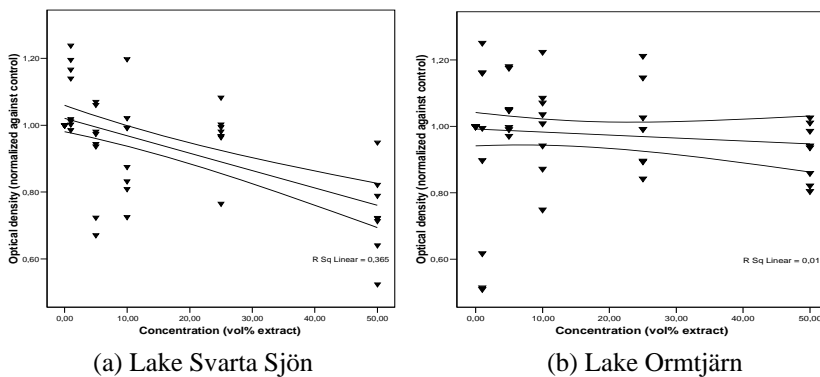 1,20
1,00
0,80
0,60
Optical density (normalized against control)
R Sq Linear = 0,365
0,00 10,00 20,00 30,00 40,00 50,00
Concentration (vol% extract)
(a) Lake Svarta Sjön
1,20
1,00
0,80
0,60
Optical density (normalized against control)
R Sq Linear = 0,01
0,00 10,00 20,00 30,00 40,00 50,00
Concentration (vol% extract)
(b) Lake Ormtjärn